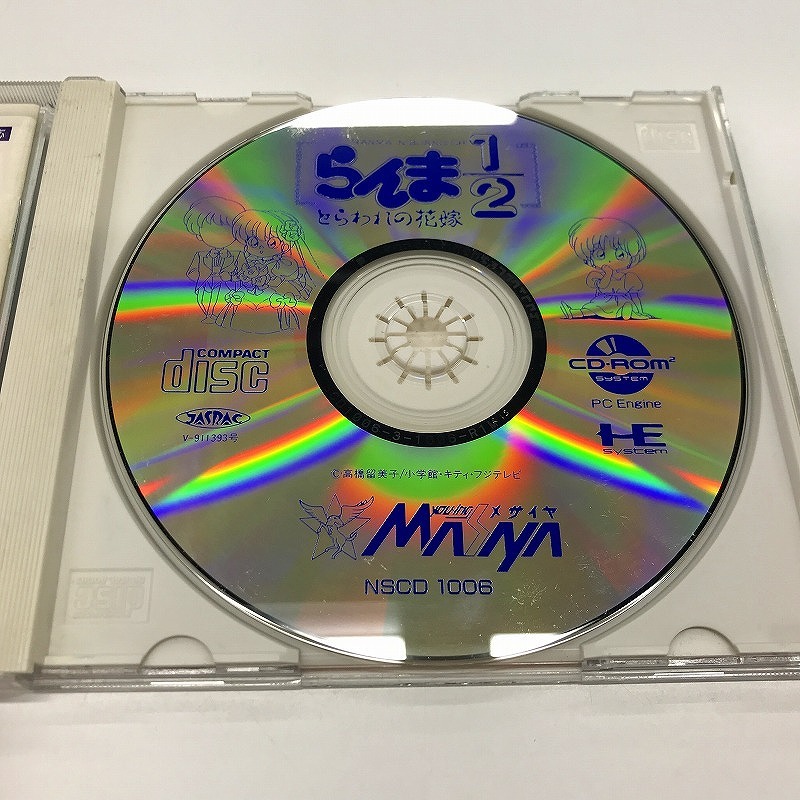 らんま1/2
とらわれの花嫁
COMPACT
disc
JASRAC
V-911393号
CD-ROM²
SYSTEM
PC Engine
HE
SYSTEM
©高橋留美子/小学館・キティ・フジテレビ
メサイヤ
MASAYA
NSCD 1006